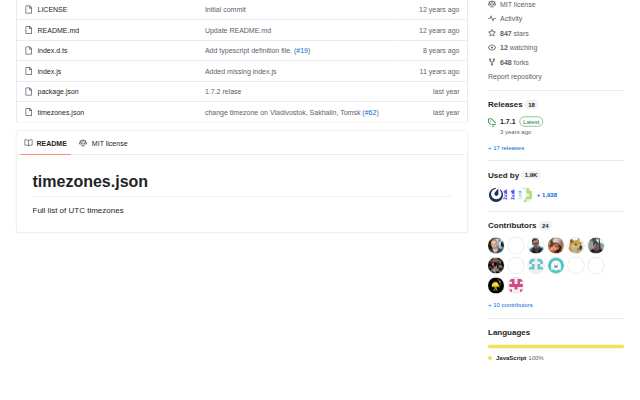 LICENSE Initial commit 12 years ago
README.md Update README.md 12 years ago
index.d.ts Add typescript definition file. (#19) 8 years ago
index.js Added missing index.js 11 years ago
package.json 1.7.2 relase last year
timezones.json change timezone on Vladivostok, Sakhalin, Tomsk (#62) last year
README MIT license
timezones.json
Full list of UTC timezones
MIT license
Activity
847 stars
12 watching
648 forks
Report repository
Releases 18
1.7.1 Latest
3 years ago
+ 17 releases
Used by 1.9K
+ 1,938
Contributors 24
+ 10 contributors
Languages
JavaScript 100%